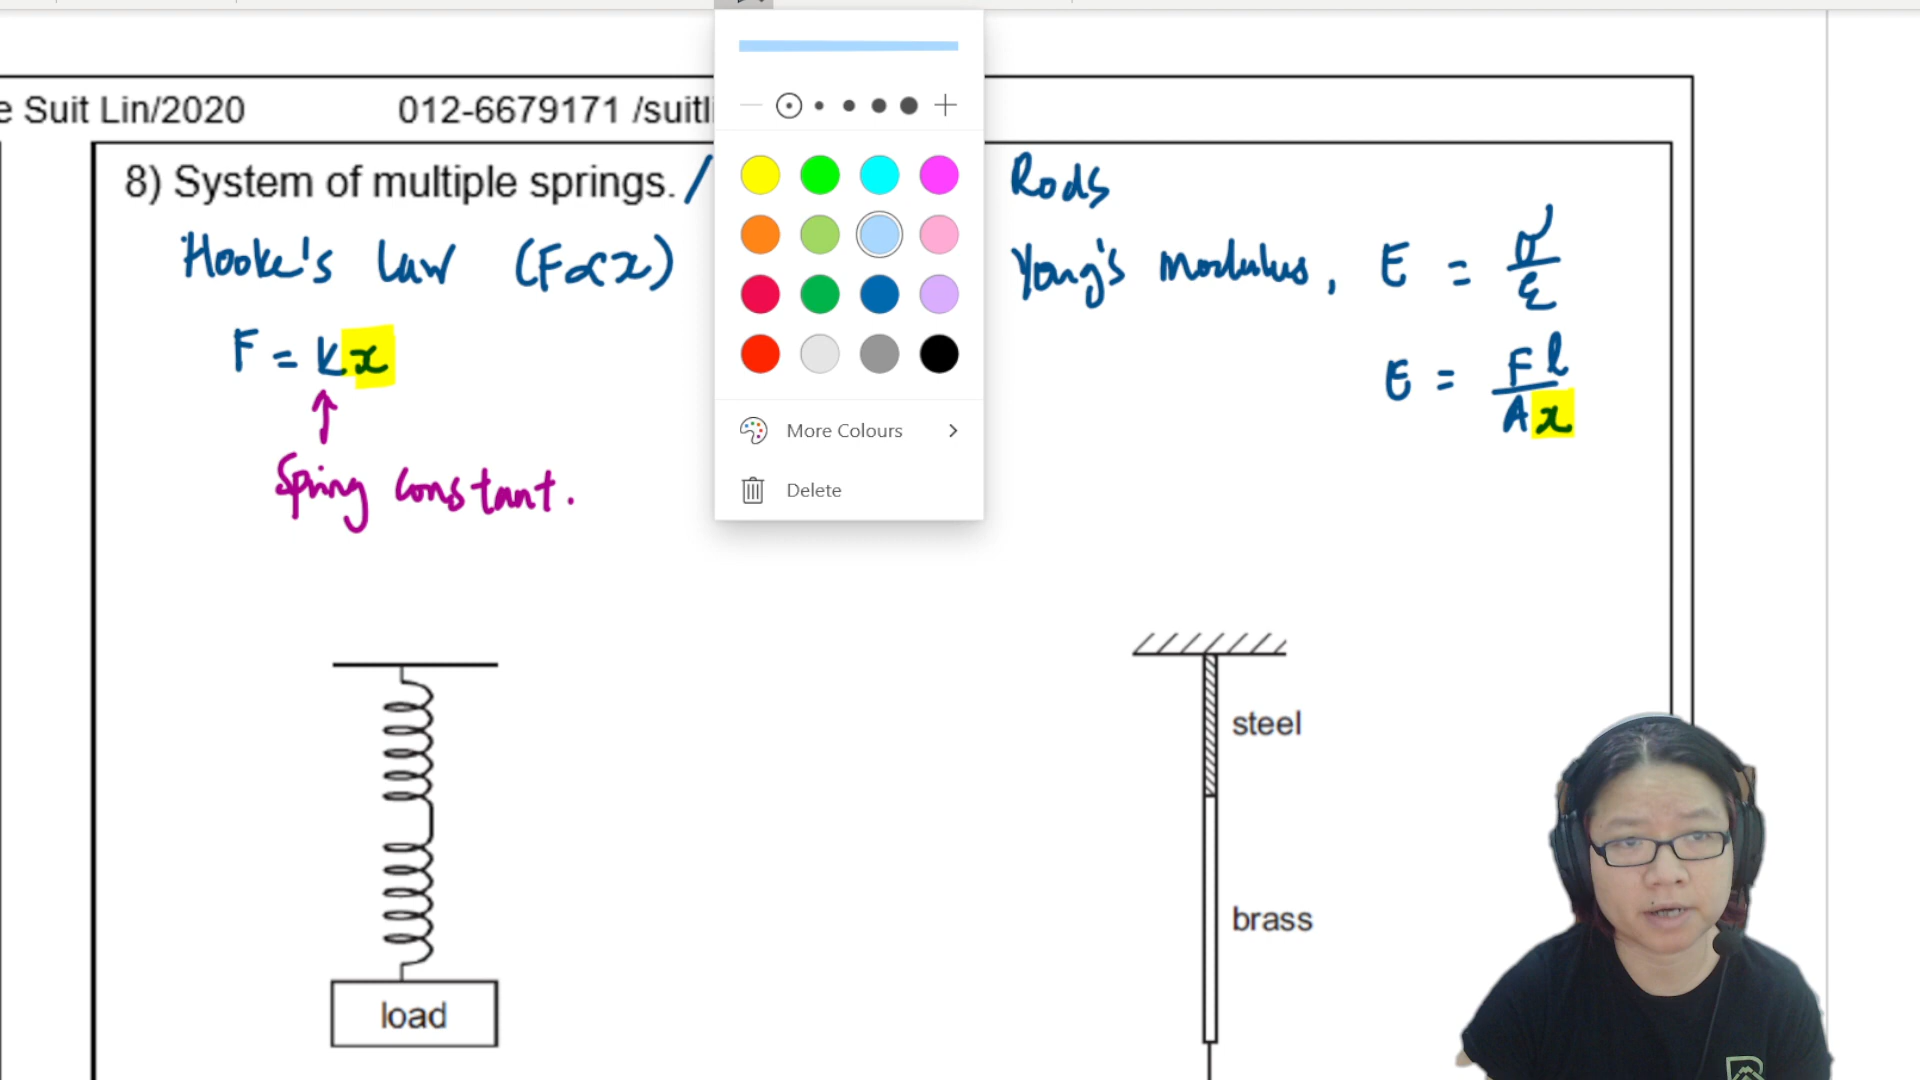 e Suit Lin/2020 012-6679171 /suitli
8) System of multiple springs. / Rods
Hooke's law (F∝x)
F = kx
Spring constant.
Yong's modulus, E = σ/ε
E = Fl/Ax
More Colours
Delete
load
steel
brass